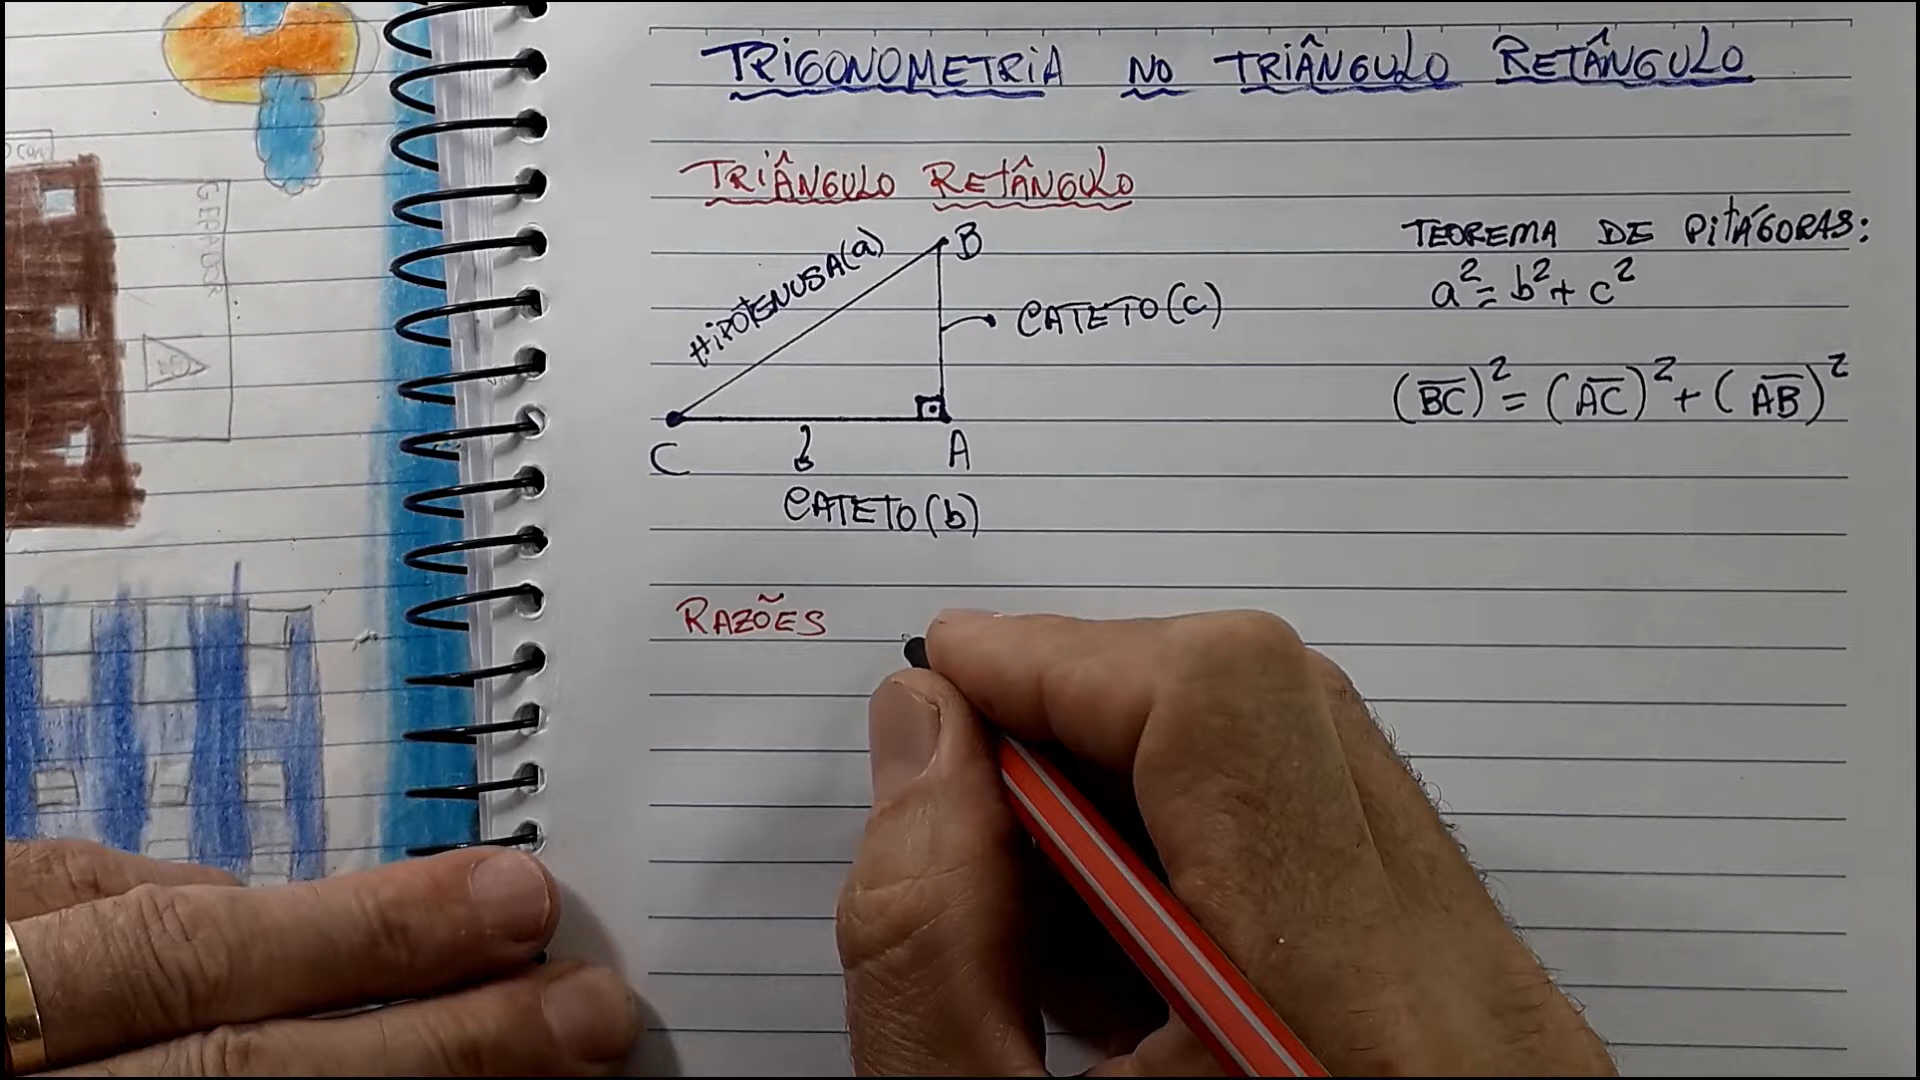 TRIGONOMETRIA NO TRIÂNGULO RETÂNGULO
TRIÂNGULO RETÂNGULO
HIPOTENUSA(a)
B
CATETO(c)
C
A
CATETO(b)
TEOREMA DE PITÁGORAS:
a² = b² + c²
(BC)² = (AC)² + (AB)²
RAZÕES
GERADOR